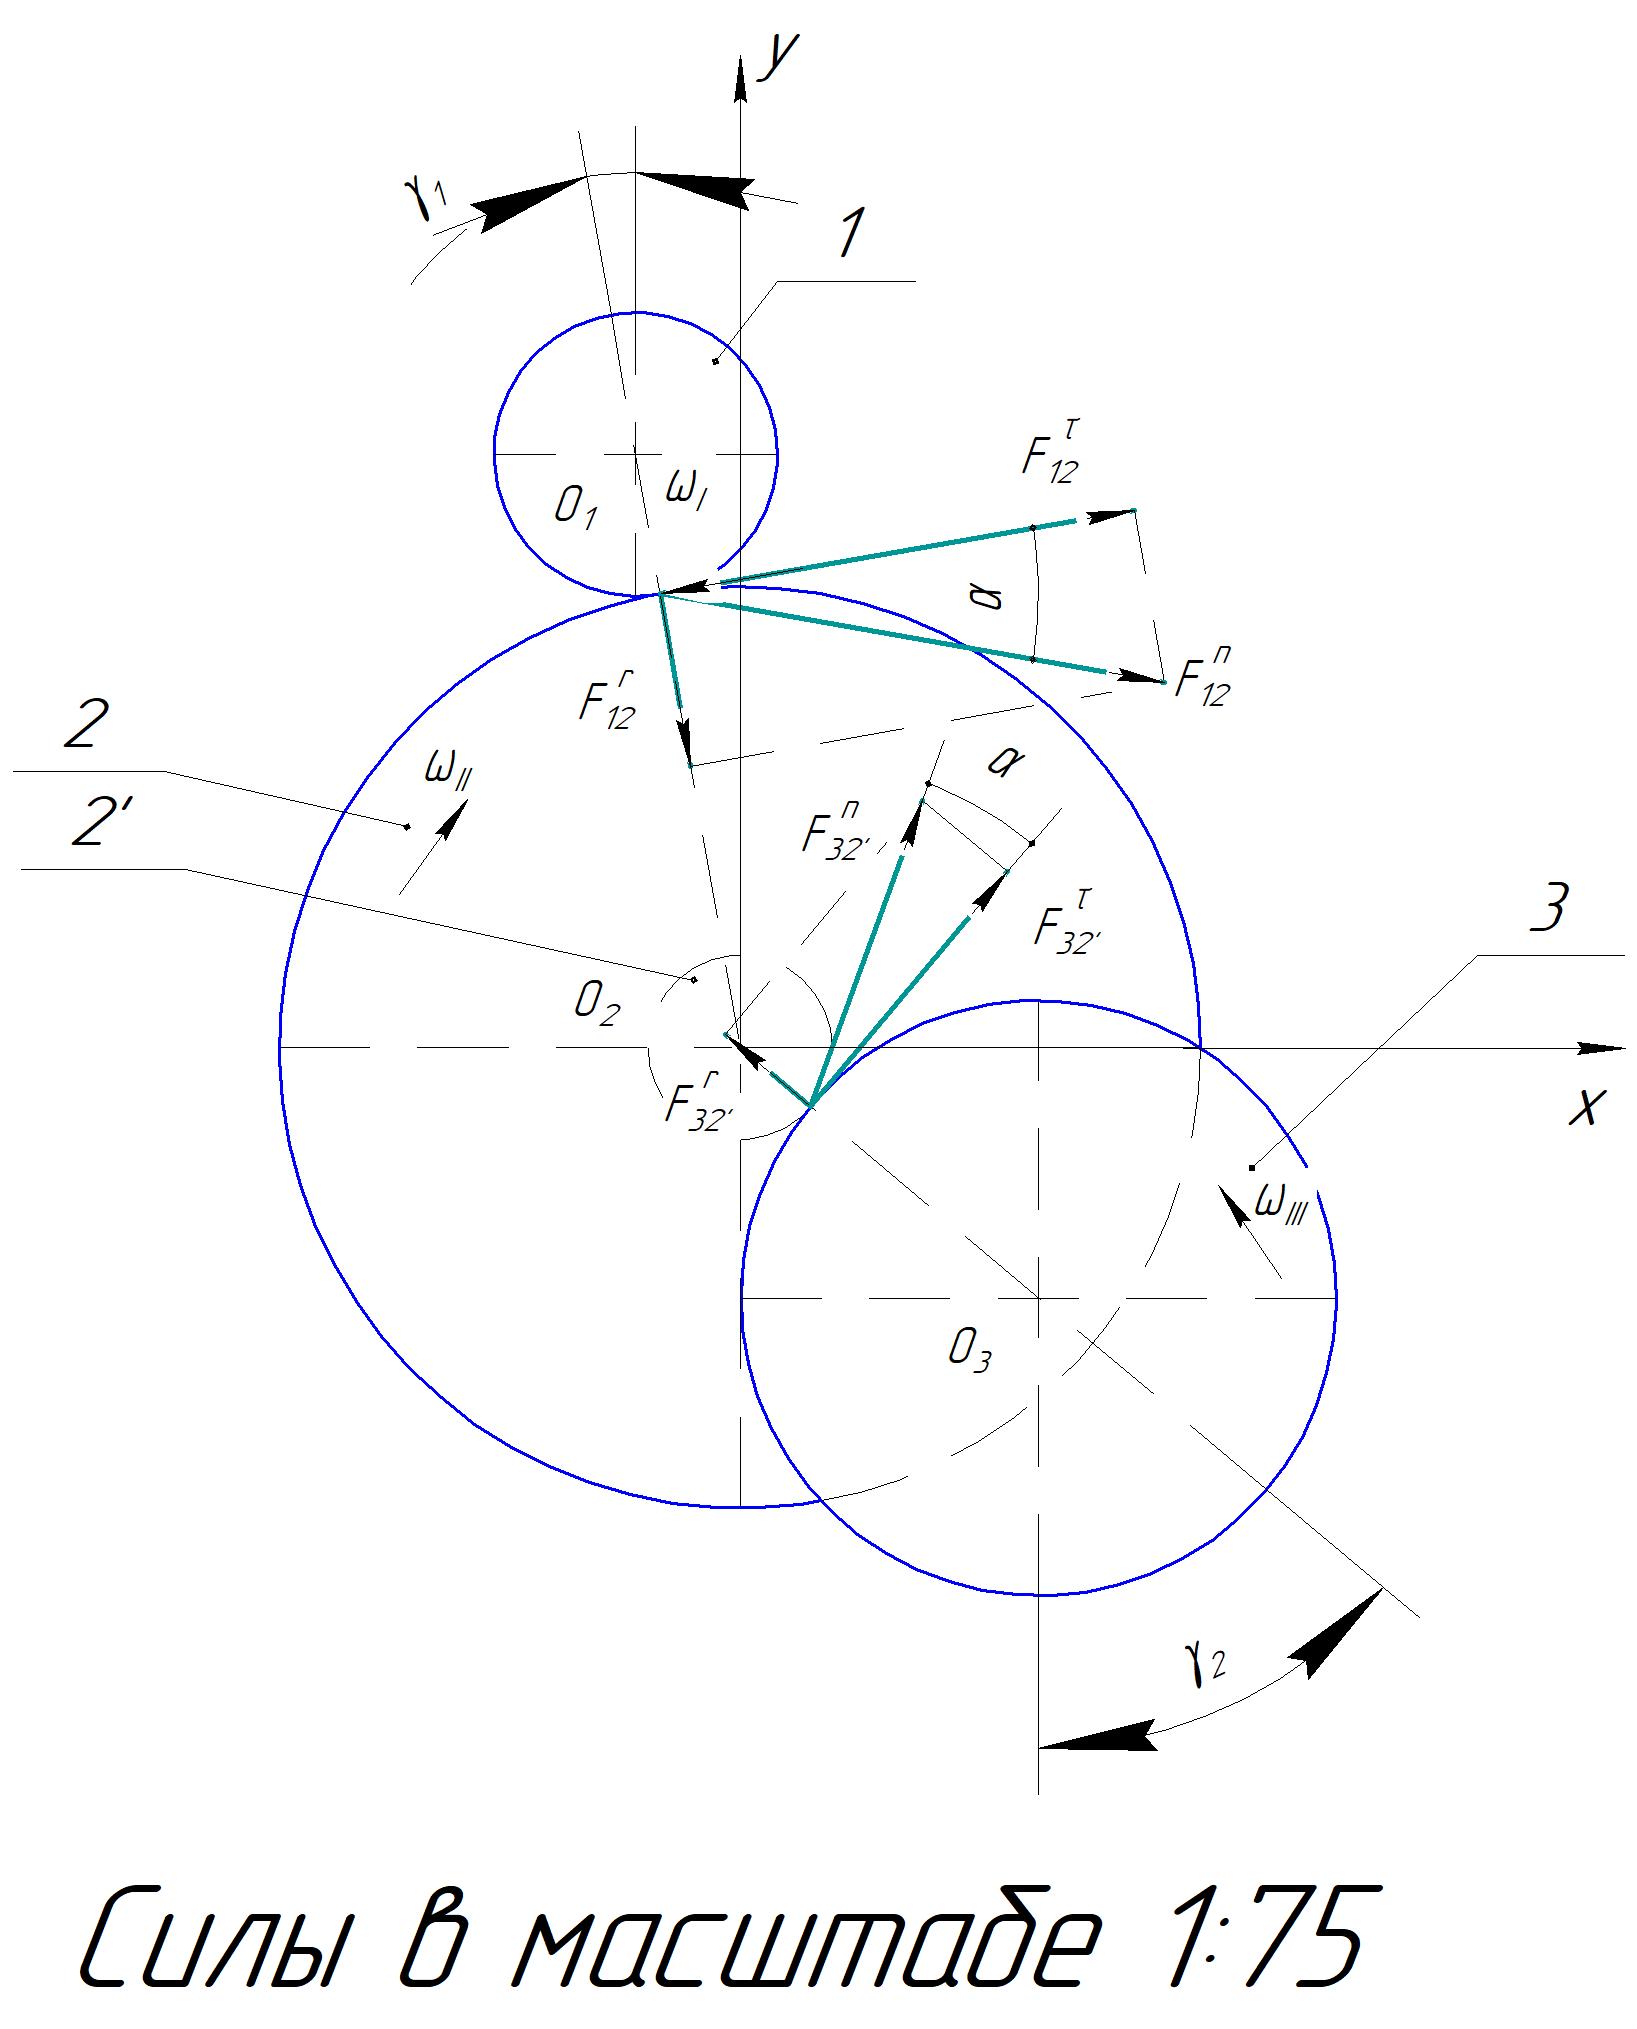 y
γ1
1
O1
ωI
F12τ
α
F12n
F12r
2
ωII
2'
α
F32'n
F32'τ
3
O2
F32'r
x
ωIII
O3
γ2
Силы в масштабе 1:75